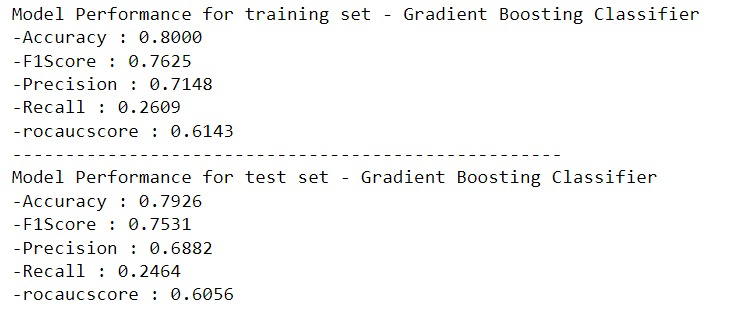 Model Performance for training set - Gradient Boosting Classifier
-Accuracy : 0.8000
-F1Score : 0.7625
-Precision : 0.7148
-Recall : 0.2609
-rocaucscore : 0.6143
----------------------------------------------------
Model Performance for test set - Gradient Boosting Classifier
-Accuracy : 0.7926
-F1Score : 0.7531
-Precision : 0.6882
-Recall : 0.2464
-rocaucscore : 0.6056